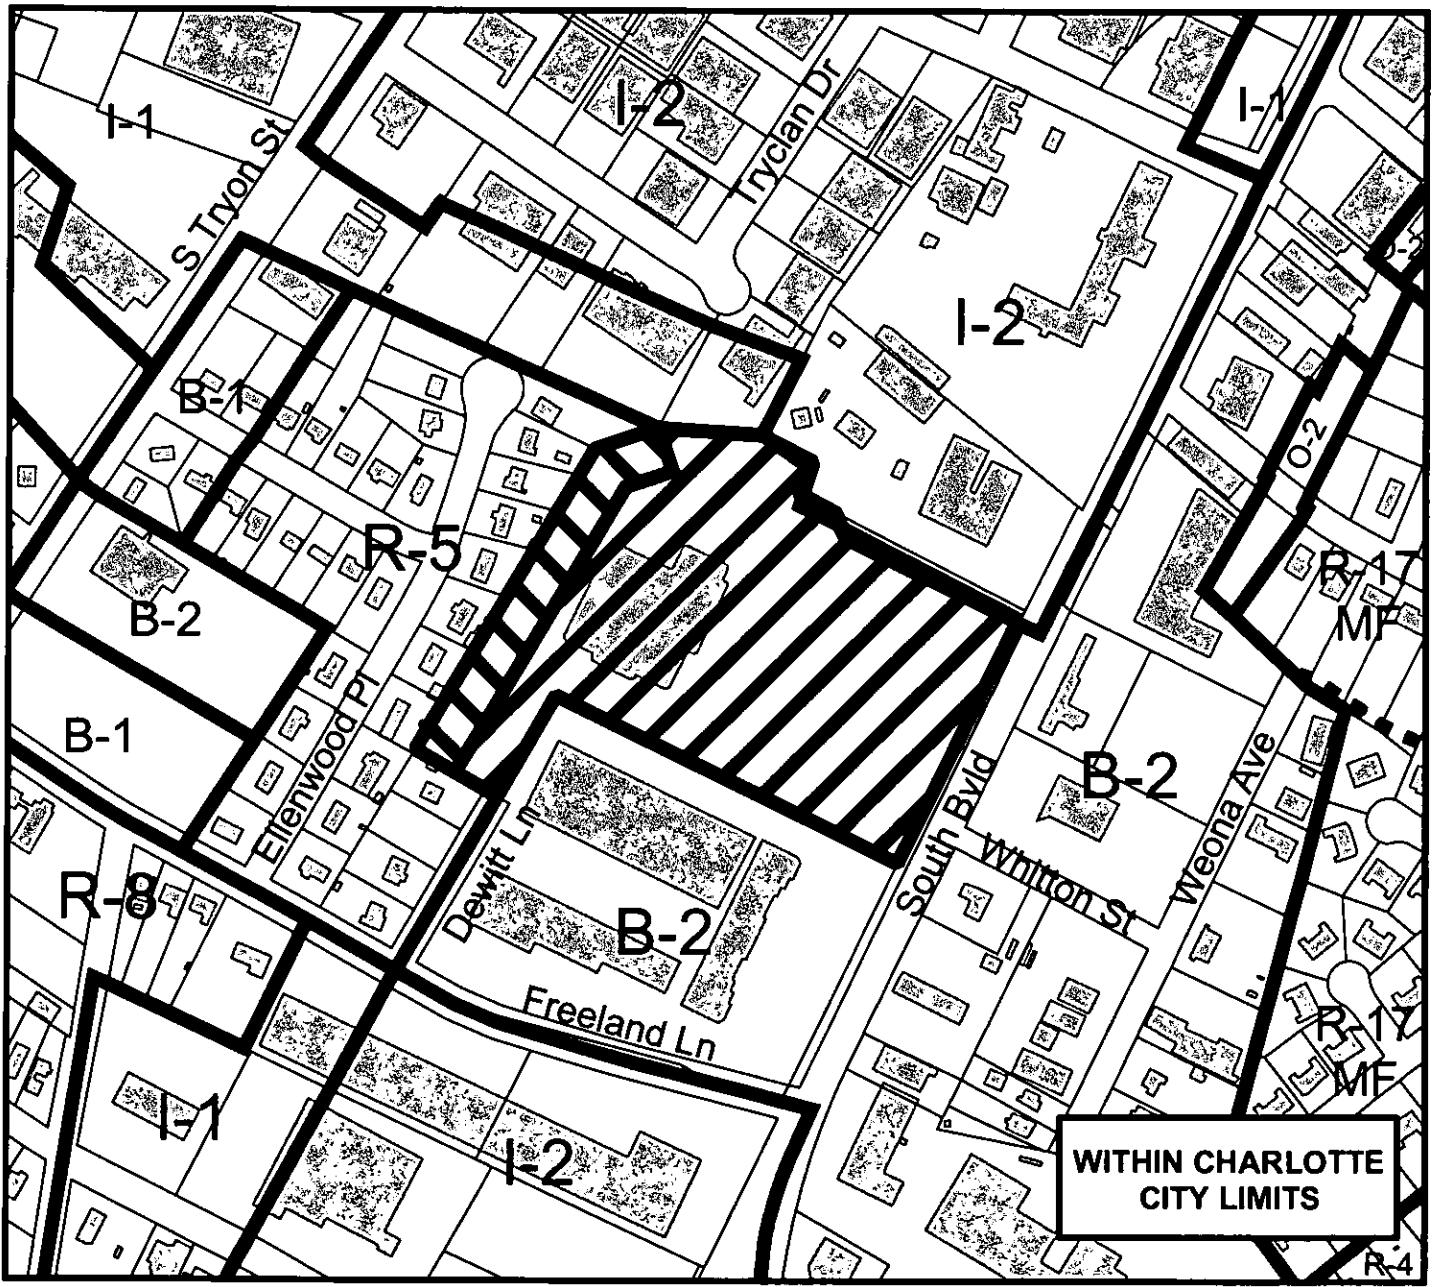 I-1
I-2
I-1
Tryclan Dr
S Tryon St
O-2
I-2
B-1
O-2
R-5
R-17
MF
B-2
B-1
Ellenwood Pl
B-2
Weona Ave
South Bvld
Dewitt Ln
Whitton St
R-8
B-2
Freeland Ln
R-17
MF
I-1
I-2
WITHIN CHARLOTTE
CITY LIMITS
R-4